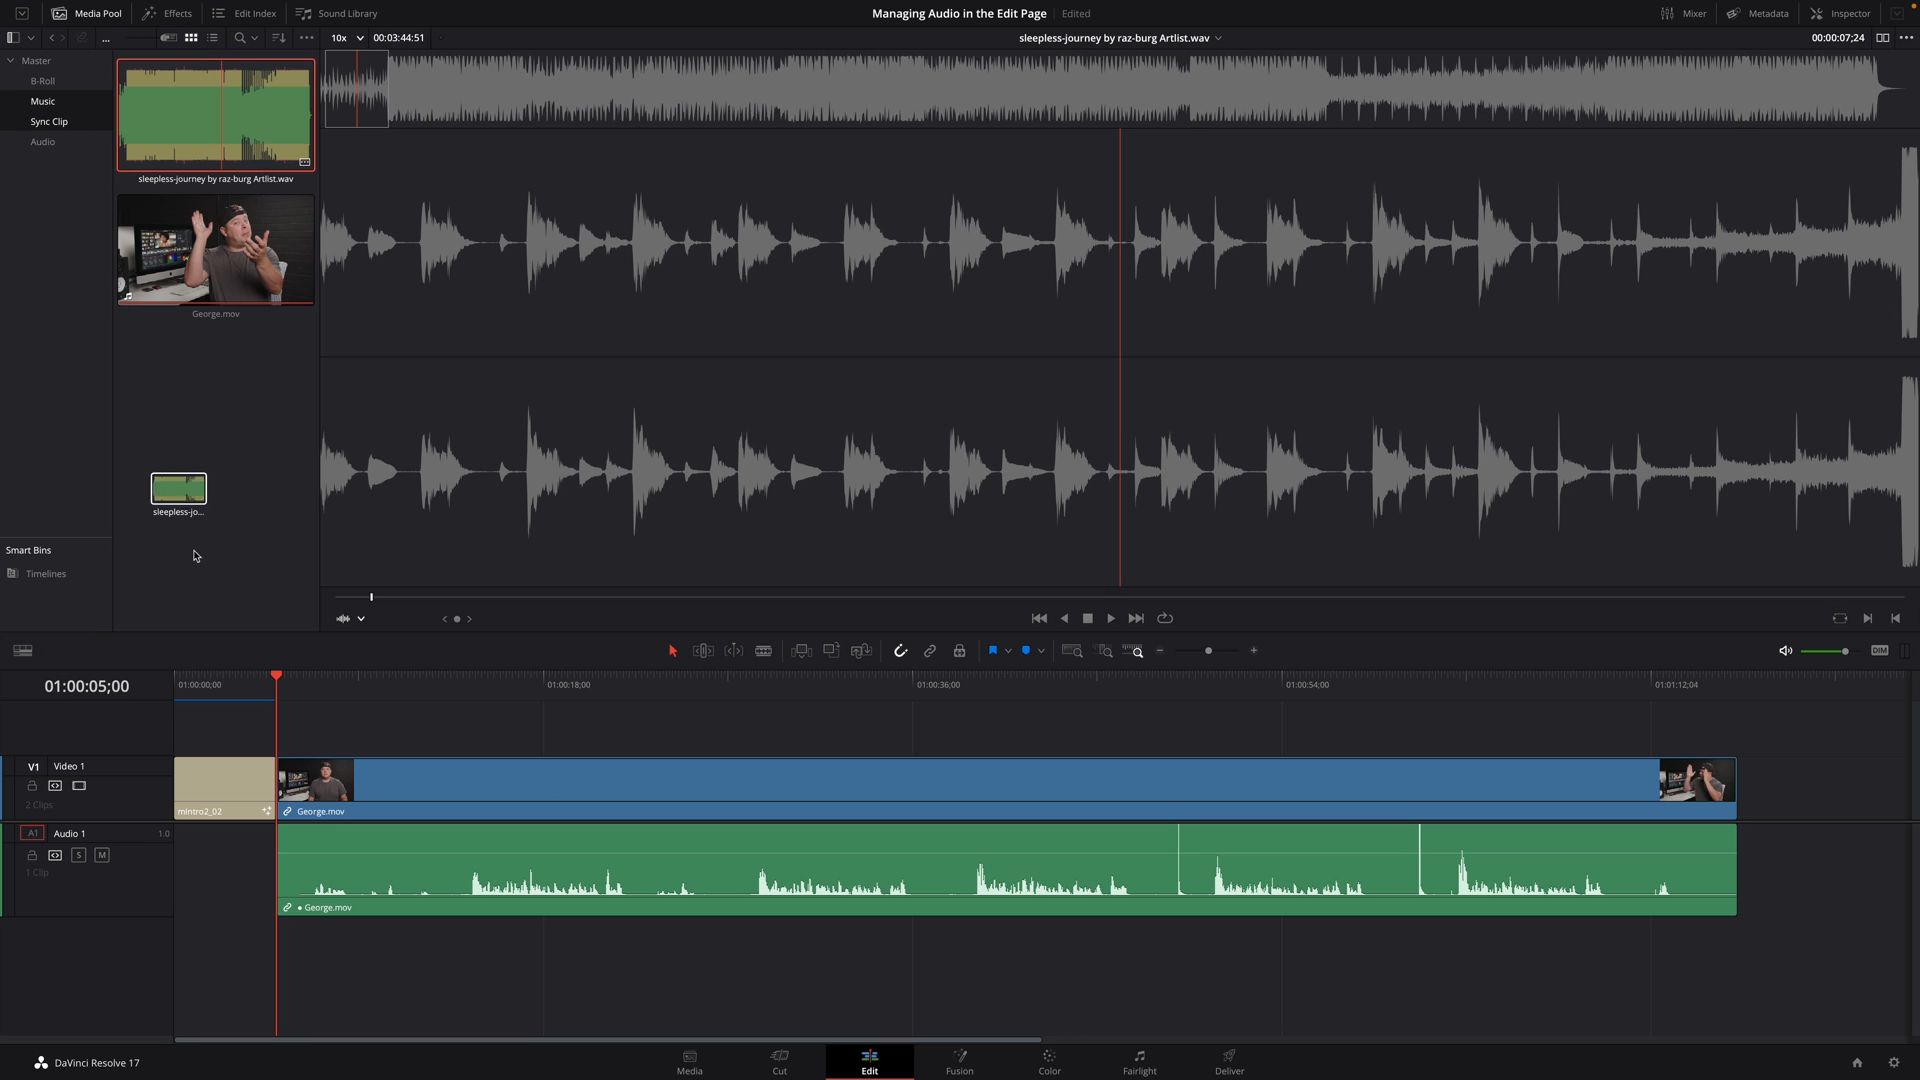 Media Pool
Effects
Edit Index
Sound Library
Managing Audio in the Edit Page
Edited
Mixer
Metadata
Inspector
...
10x
00:03:44:51
sleepless-journey by raz-burg Artlist.wav
00:00:07;24
Master
B-Roll
Music
Sync Clip
Audio
sleepless-journey by raz-burg Artlist.wav
George.mov
sleepless-jo...
Smart Bins
Timelines
DIM
01:00:05;00
01:00:00;00
01:00:18;00
01:00:36;00
01:00:54;00
01:01:12;04
V1 Video 1
2 Clips
mIntro2_02
George.mov
A1 Audio 1 1.0
S M
1 Clip
• George.mov
DaVinci Resolve 17
Media
Cut
Edit
Fusion
Color
Fairlight
Deliver